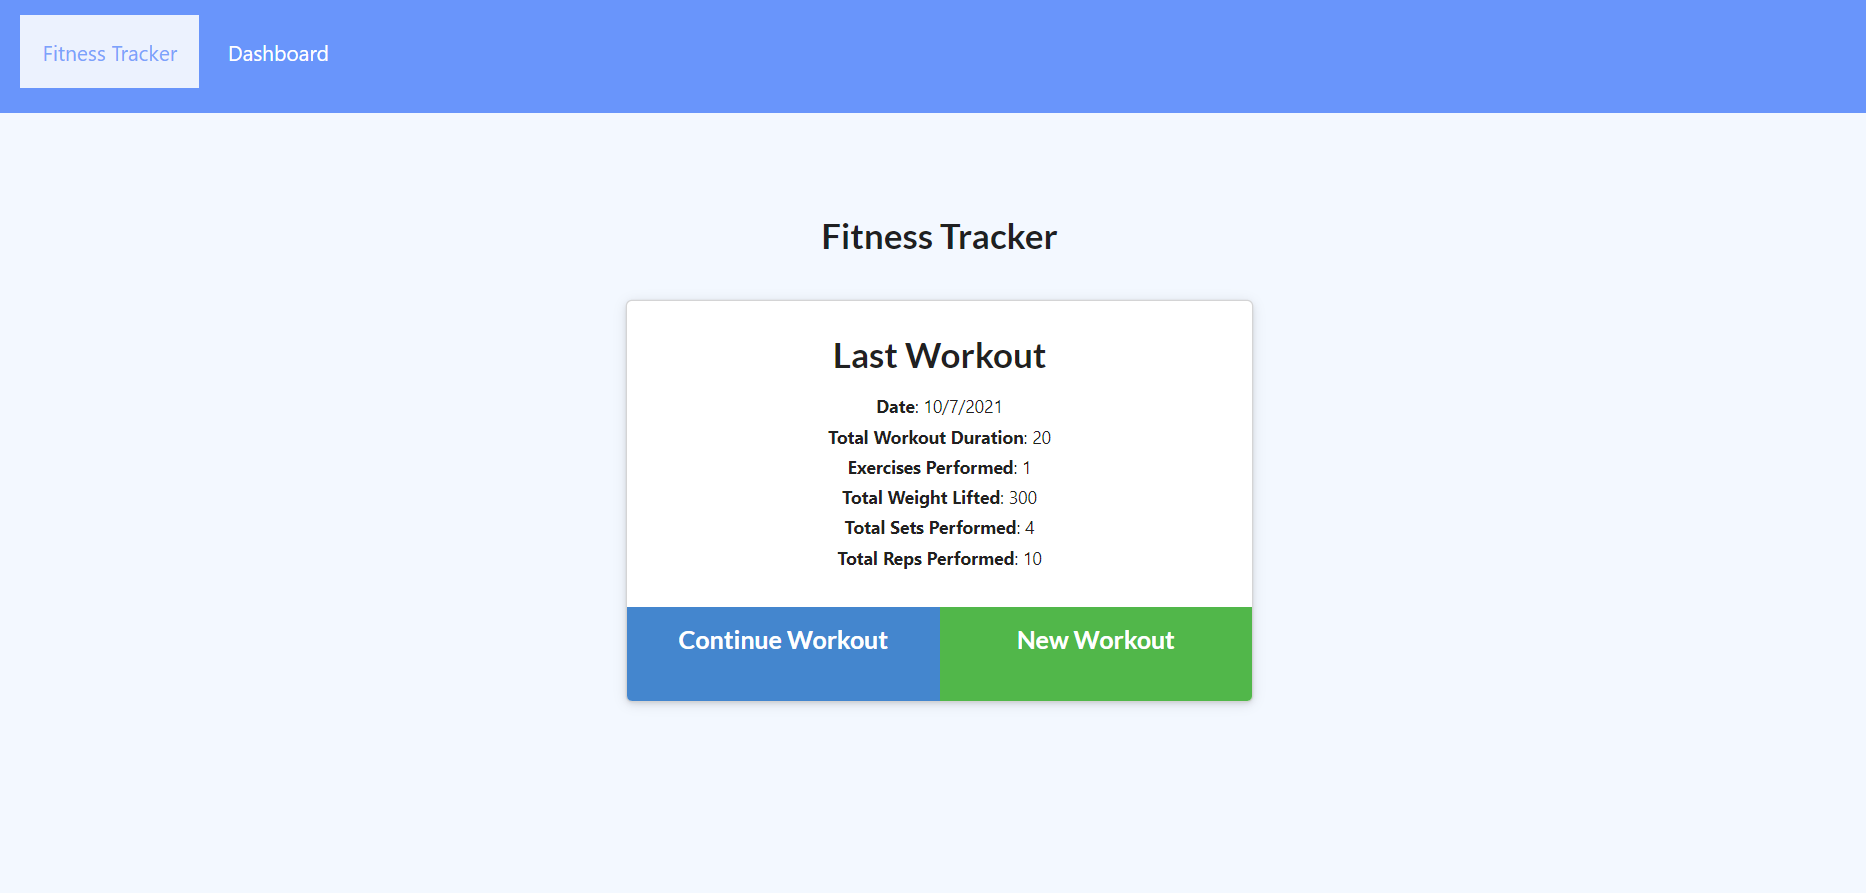 Fitness Tracker Dashboard
Fitness Tracker
Last Workout
Date: 10/7/2021
Total Workout Duration: 20
Exercises Performed: 1
Total Weight Lifted: 300
Total Sets Performed: 4
Total Reps Performed: 10
Continue Workout New Workout